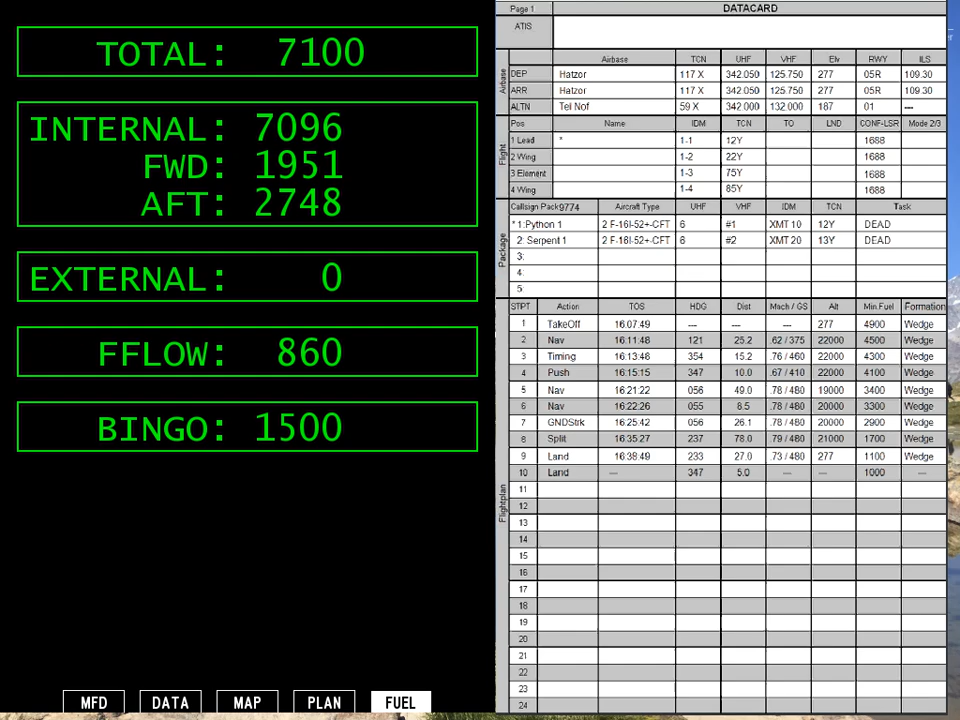 TOTAL: 7100
INTERNAL: 7096
FWD: 1951
AFT: 2748
EXTERNAL: 0
FFLOW: 860
BINGO: 1500
MFD DATA MAP PLAN FUEL
Page 1 DATACARD
ATIS
Airbase
Airbase TCN UHF VHF Elv RWY ILS
DEP Hatzor 117 X 342.050 125.750 277 05R 109.30
ARR Hatzor 117 X 342.050 125.750 277 05R 109.30
ALTN Tel Nof 59 X 342.000 132.000 187 01 ---
Flight
Pos Name IDM TCN TO LND CONF-LSR Mode 2/3
1 Lead * 1-1 12Y 1688
2 Wing 1-2 22Y 1688
3 Element 1-3 75Y 1688
4 Wing 1-4 85Y 1688
Package
Callsign Pack9774 Aircraft Type UHF VHF IDM TCN Task
* 1:Python 1 2 F-16I-52+-CFT 6 #1 XMT 10 12Y DEAD
2: Serpent 1 2 F-16I-52+-CFT 6 #2 XMT 20 13Y DEAD
3:
4:
5
Flightplan
STPT Action TOS HDG Dist Mach / GS Alt Min.Fuel Formation
1 TakeOff 16:07:49 --- --- --- 277 4900 Wedge
2 Nav 16:11:48 121 25.2 .62 / 375 22000 4500 Wedge
3 Timing 16:13:48 354 15.2 .76 / 460 22000 4300 Wedge
4 Push 16:15:15 347 10.0 .67 / 410 22000 4100 Wedge
5 Nav 16:21:22 056 49.0 .78 / 480 19000 3400 Wedge
6 Nav 16:22:26 055 8.5 .78 / 480 20000 3300 Wedge
7 GNDStrk 16:25:42 056 26.1 .78 / 480 20000 2900 Wedge
8 Split 16:35:27 237 78.0 .79 / 480 21000 1700 Wedge
9 Land 16:38:49 233 27.0 .73 / 480 277 1100 Wedge
10 Land --- 347 5.0 --- --- 1000 ---
11
12
13
14
15
16
17
18
19
20
21
22
23
24